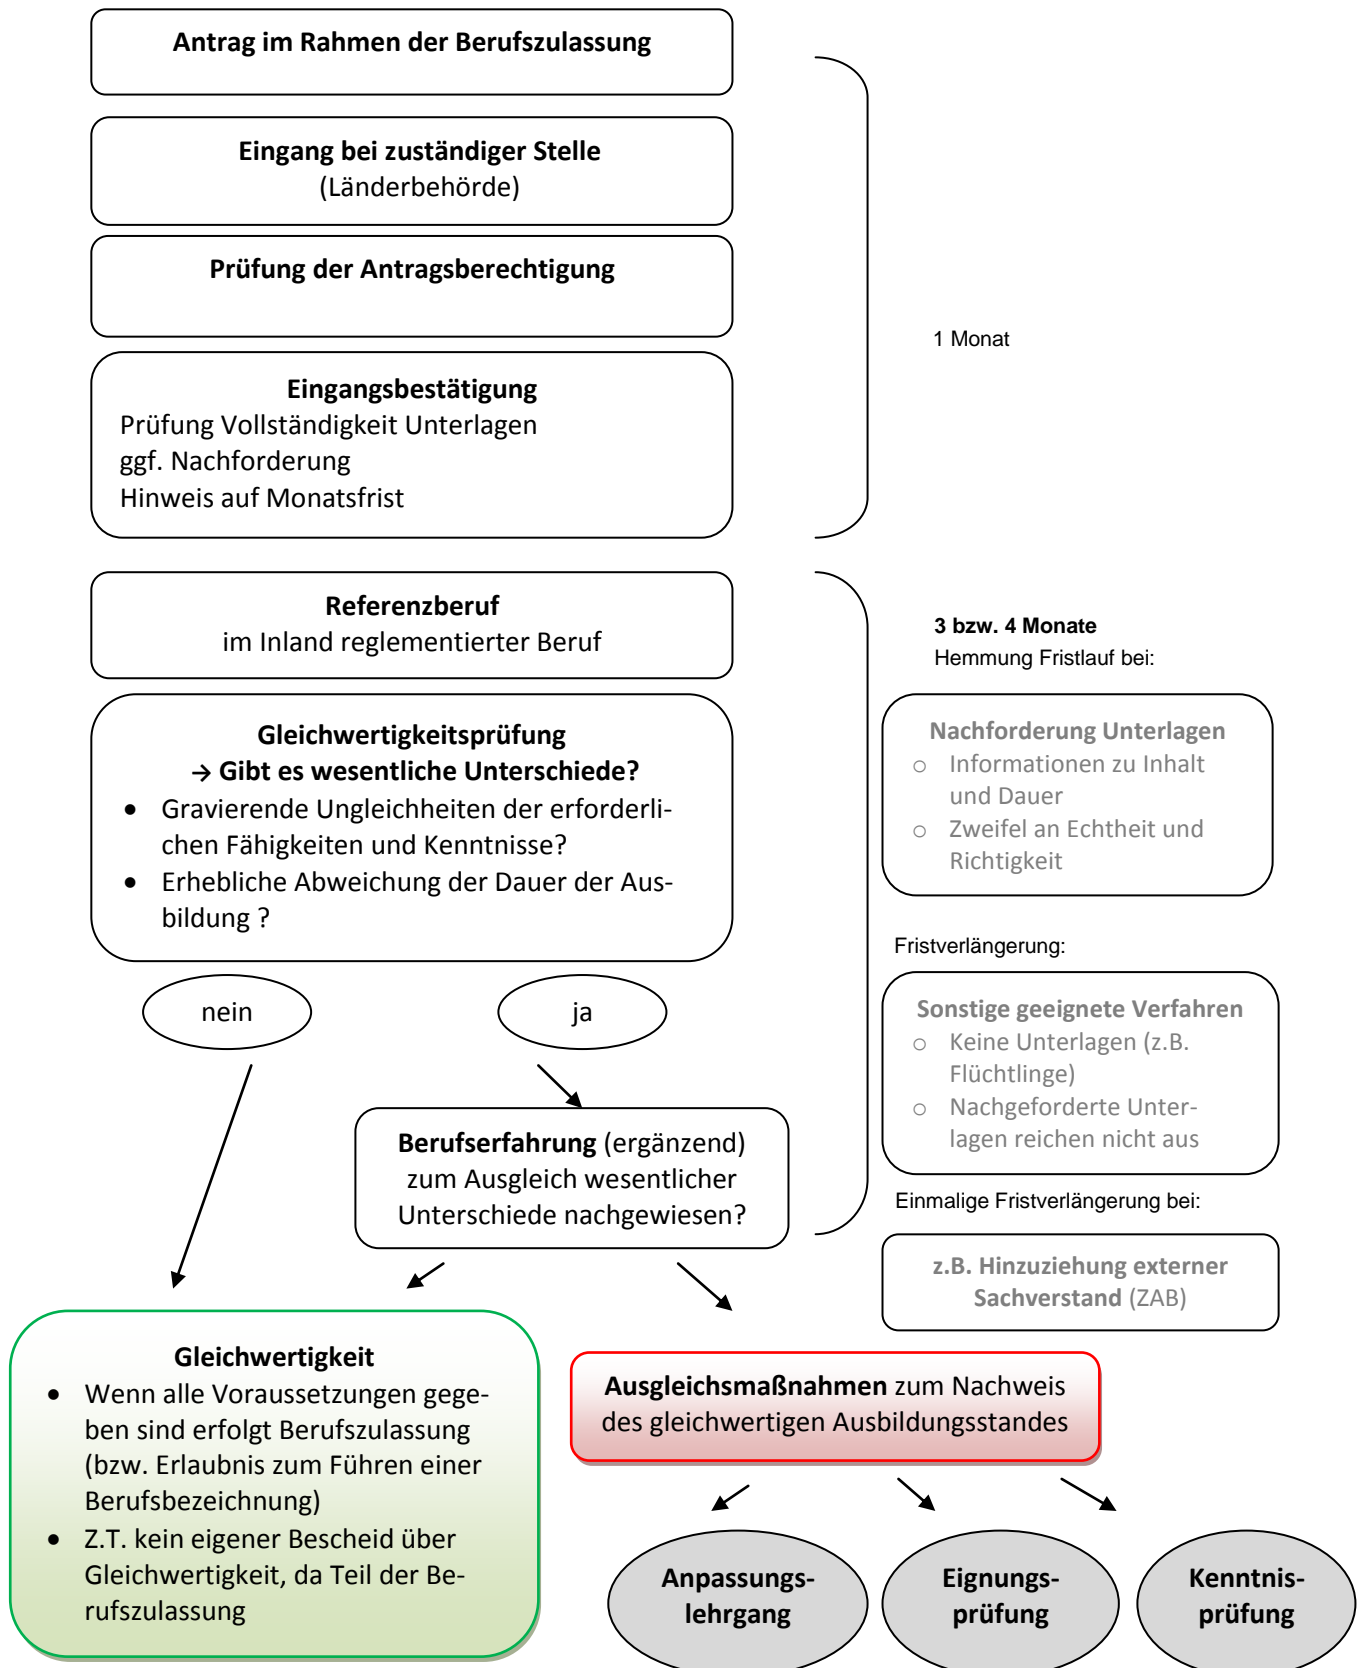 Antrag im Rahmen der Berufszulassung
Eingang bei zuständiger Stelle
(Länderbehörde)
Prüfung der Antragsberechtigung
1 Monat
Eingangsbestätigung
Prüfung Vollständigkeit Unterlagen
ggf. Nachforderung
Hinweis auf Monatsfrist
Referenzberuf
im Inland reglementierter Beruf
3 bzw. 4 Monate
Hemmung Fristlauf bei:
Gleichwertigkeitsprüfung
→ Gibt es wesentliche Unterschiede?
• Gravierende Ungleichheiten der erforderli-
chen Fähigkeiten und Kenntnisse?
• Erhebliche Abweichung der Dauer der Aus-
bildung ?
Nachforderung Unterlagen
o Informationen zu Inhalt
und Dauer
o Zweifel an Echtheit und
Richtigkeit
Fristverlängerung:
nein
ja
Sonstige geeignete Verfahren
o Keine Unterlagen (z.B.
Flüchtlinge)
o Nachgeforderte Unter-
lagen reichen nicht aus
Berufserfahrung (ergänzend)
zum Ausgleich wesentlicher
Unterschiede nachgewiesen?
Einmalige Fristverlängerung bei:
z.B. Hinzuziehung externer
Sachverstand (ZAB)
Gleichwertigkeit
• Wenn alle Voraussetzungen gege-
ben sind erfolgt Berufszulassung
(bzw. Erlaubnis zum Führen einer
Berufsbezeichnung)
• Z.T. kein eigener Bescheid über
Gleichwertigkeit, da Teil der Be-
rufszulassung
Ausgleichsmaßnahmen zum Nachweis
des gleichwertigen Ausbildungsstandes
Anpassungs-
lehrgang
Eignungs-
prüfung
Kenntnis-
prüfung